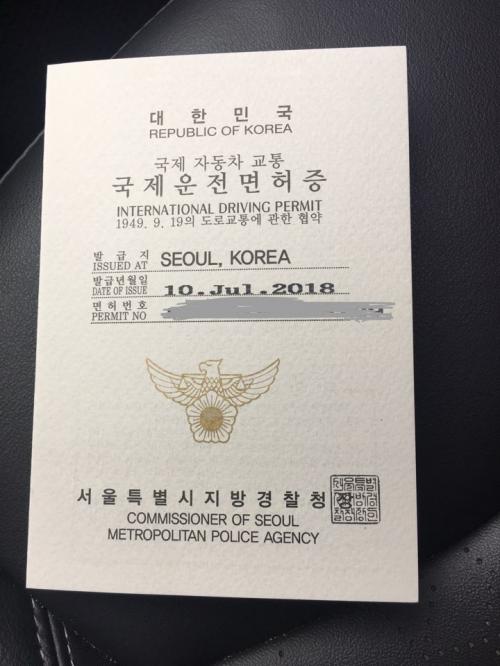 대한민국
REPUBLIC OF KOREA
국제 자동차 교통
국제운전면허증
INTERNATIONAL DRIVING PERMIT
1949. 9. 19의 도로교통에 관한 협약
발급지
ISSUED AT SEOUL, KOREA
발급년월일
DATE OF ISSUE 10.Jul.2018
면허번호
PERMIT NO
서울특별시지방경찰청장
COMMISSIONER OF SEOUL
METROPOLITAN POLICE AGENCY